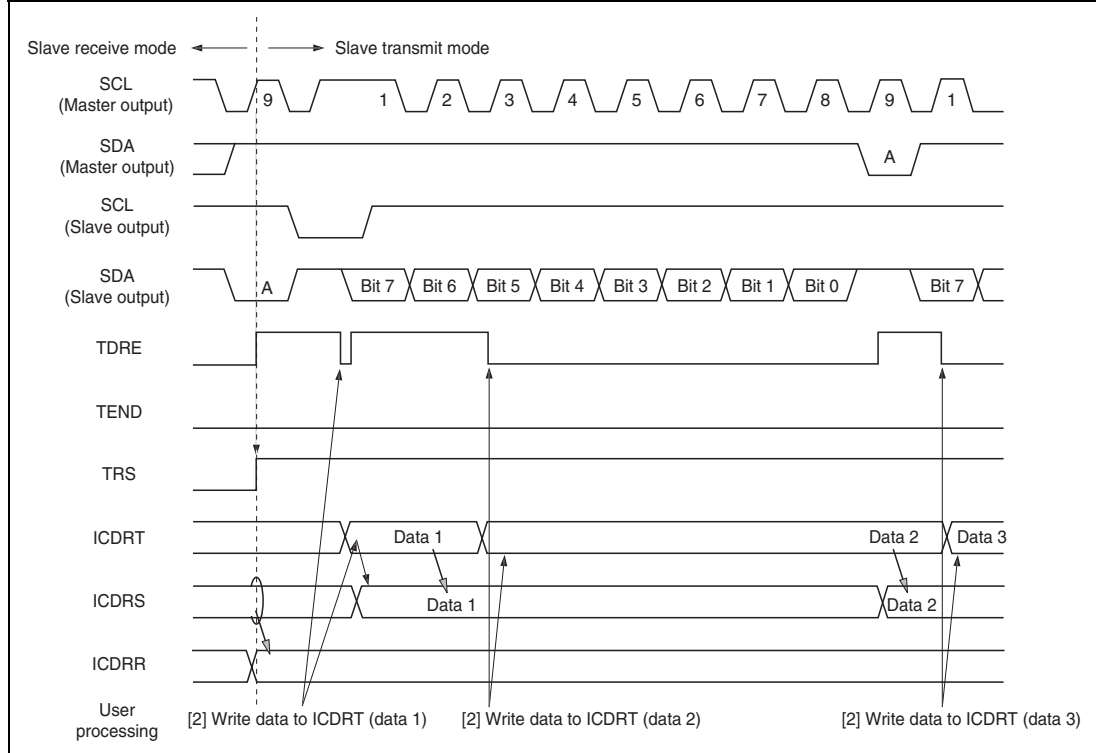 Slave receive mode Slave transmit mode
SCL
(Master output)
9 1 2 3 4 5 6 7 8 9 1
SDA
(Master output)
A
SCL
(Slave output)
SDA
(Slave output)
A Bit 7 Bit 6 Bit 5 Bit 4 Bit 3 Bit 2 Bit 1 Bit 0 Bit 7
TDRE
TEND
TRS
ICDRT
Data 1 Data 2 Data 3
ICDRS
Data 1 Data 2
ICDRR
User
processing
[2] Write data to ICDRT (data 1) [2] Write data to ICDRT (data 2) [2] Write data to ICDRT (data 3)